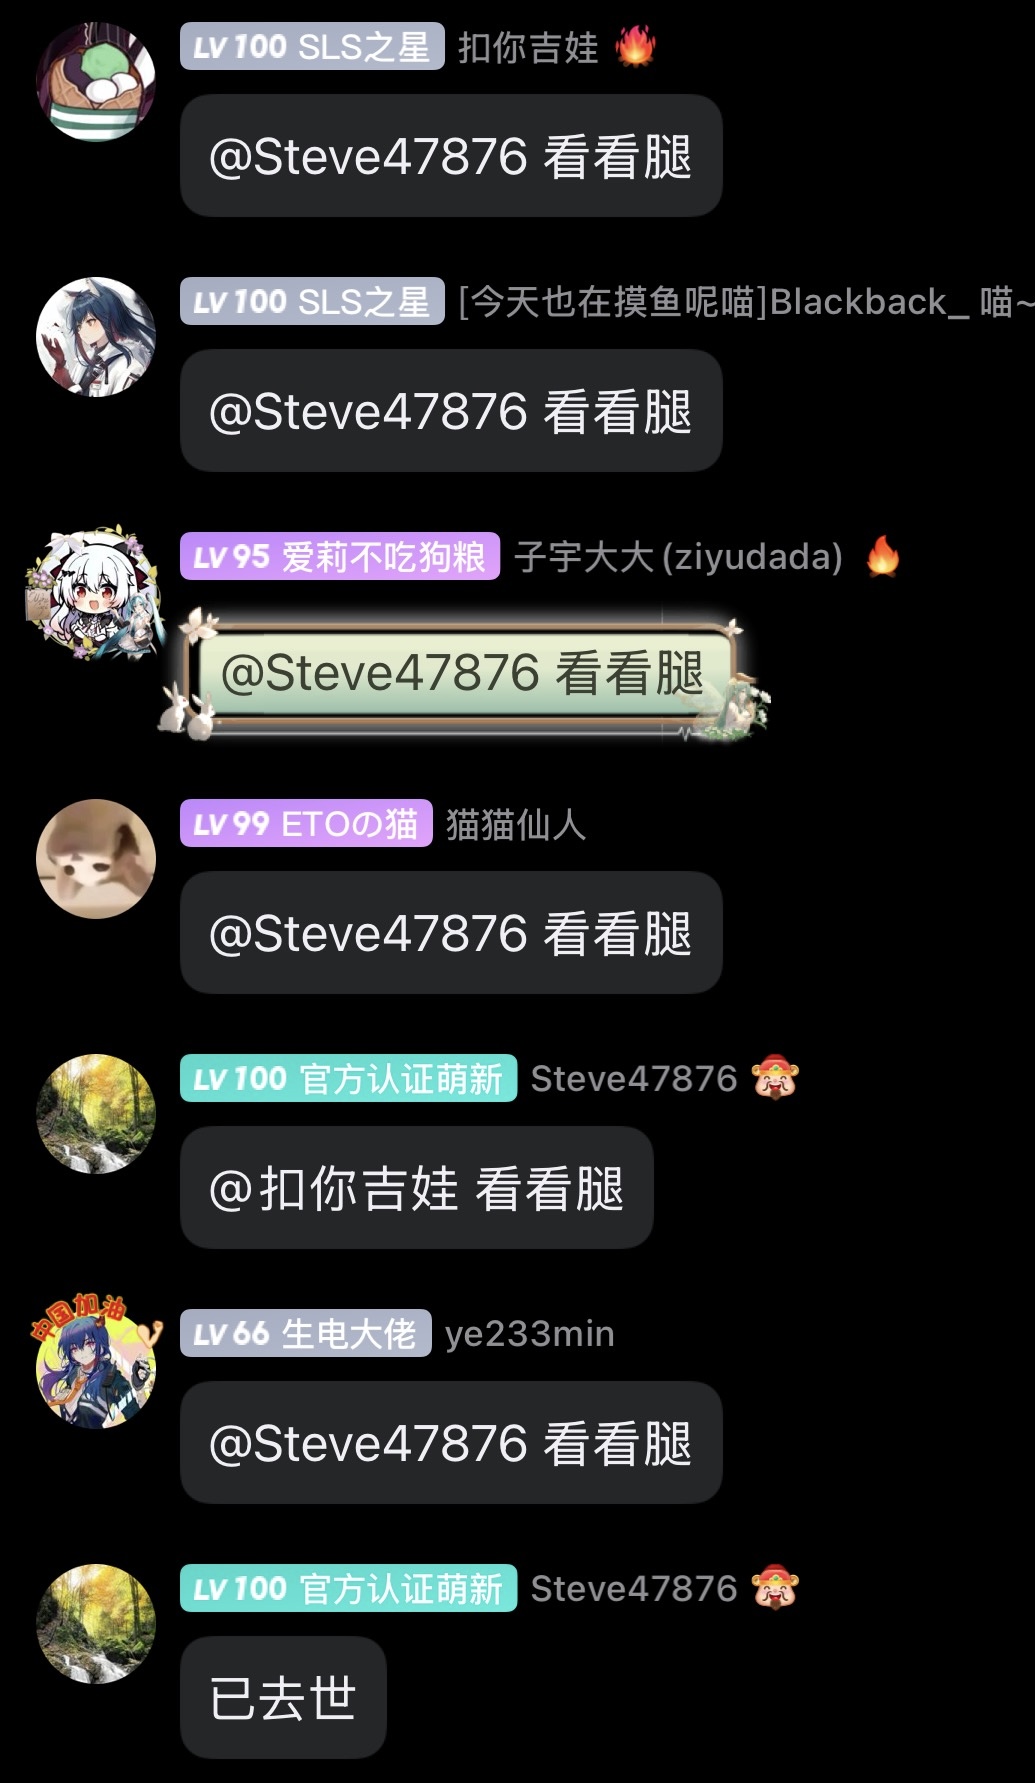 LV 100 SLS之星 扣你吉娃
@Steve47876 看看腿
LV 100 SLS之星 [今天也在摸鱼呢喵]Blackback_ 喵~
@Steve47876 看看腿
LV 95 爱莉不吃狗粮 子宇大大(ziyudada)
@Steve47876 看看腿
LV 99 ETOの猫 猫猫仙人
@Steve47876 看看腿
LV 100 官方认证萌新 Steve47876
@扣你吉娃 看看腿
中国加油
LV 66 生电大佬 ye233min
@Steve47876 看看腿
LV 100 官方认证萌新 Steve47876
已去世